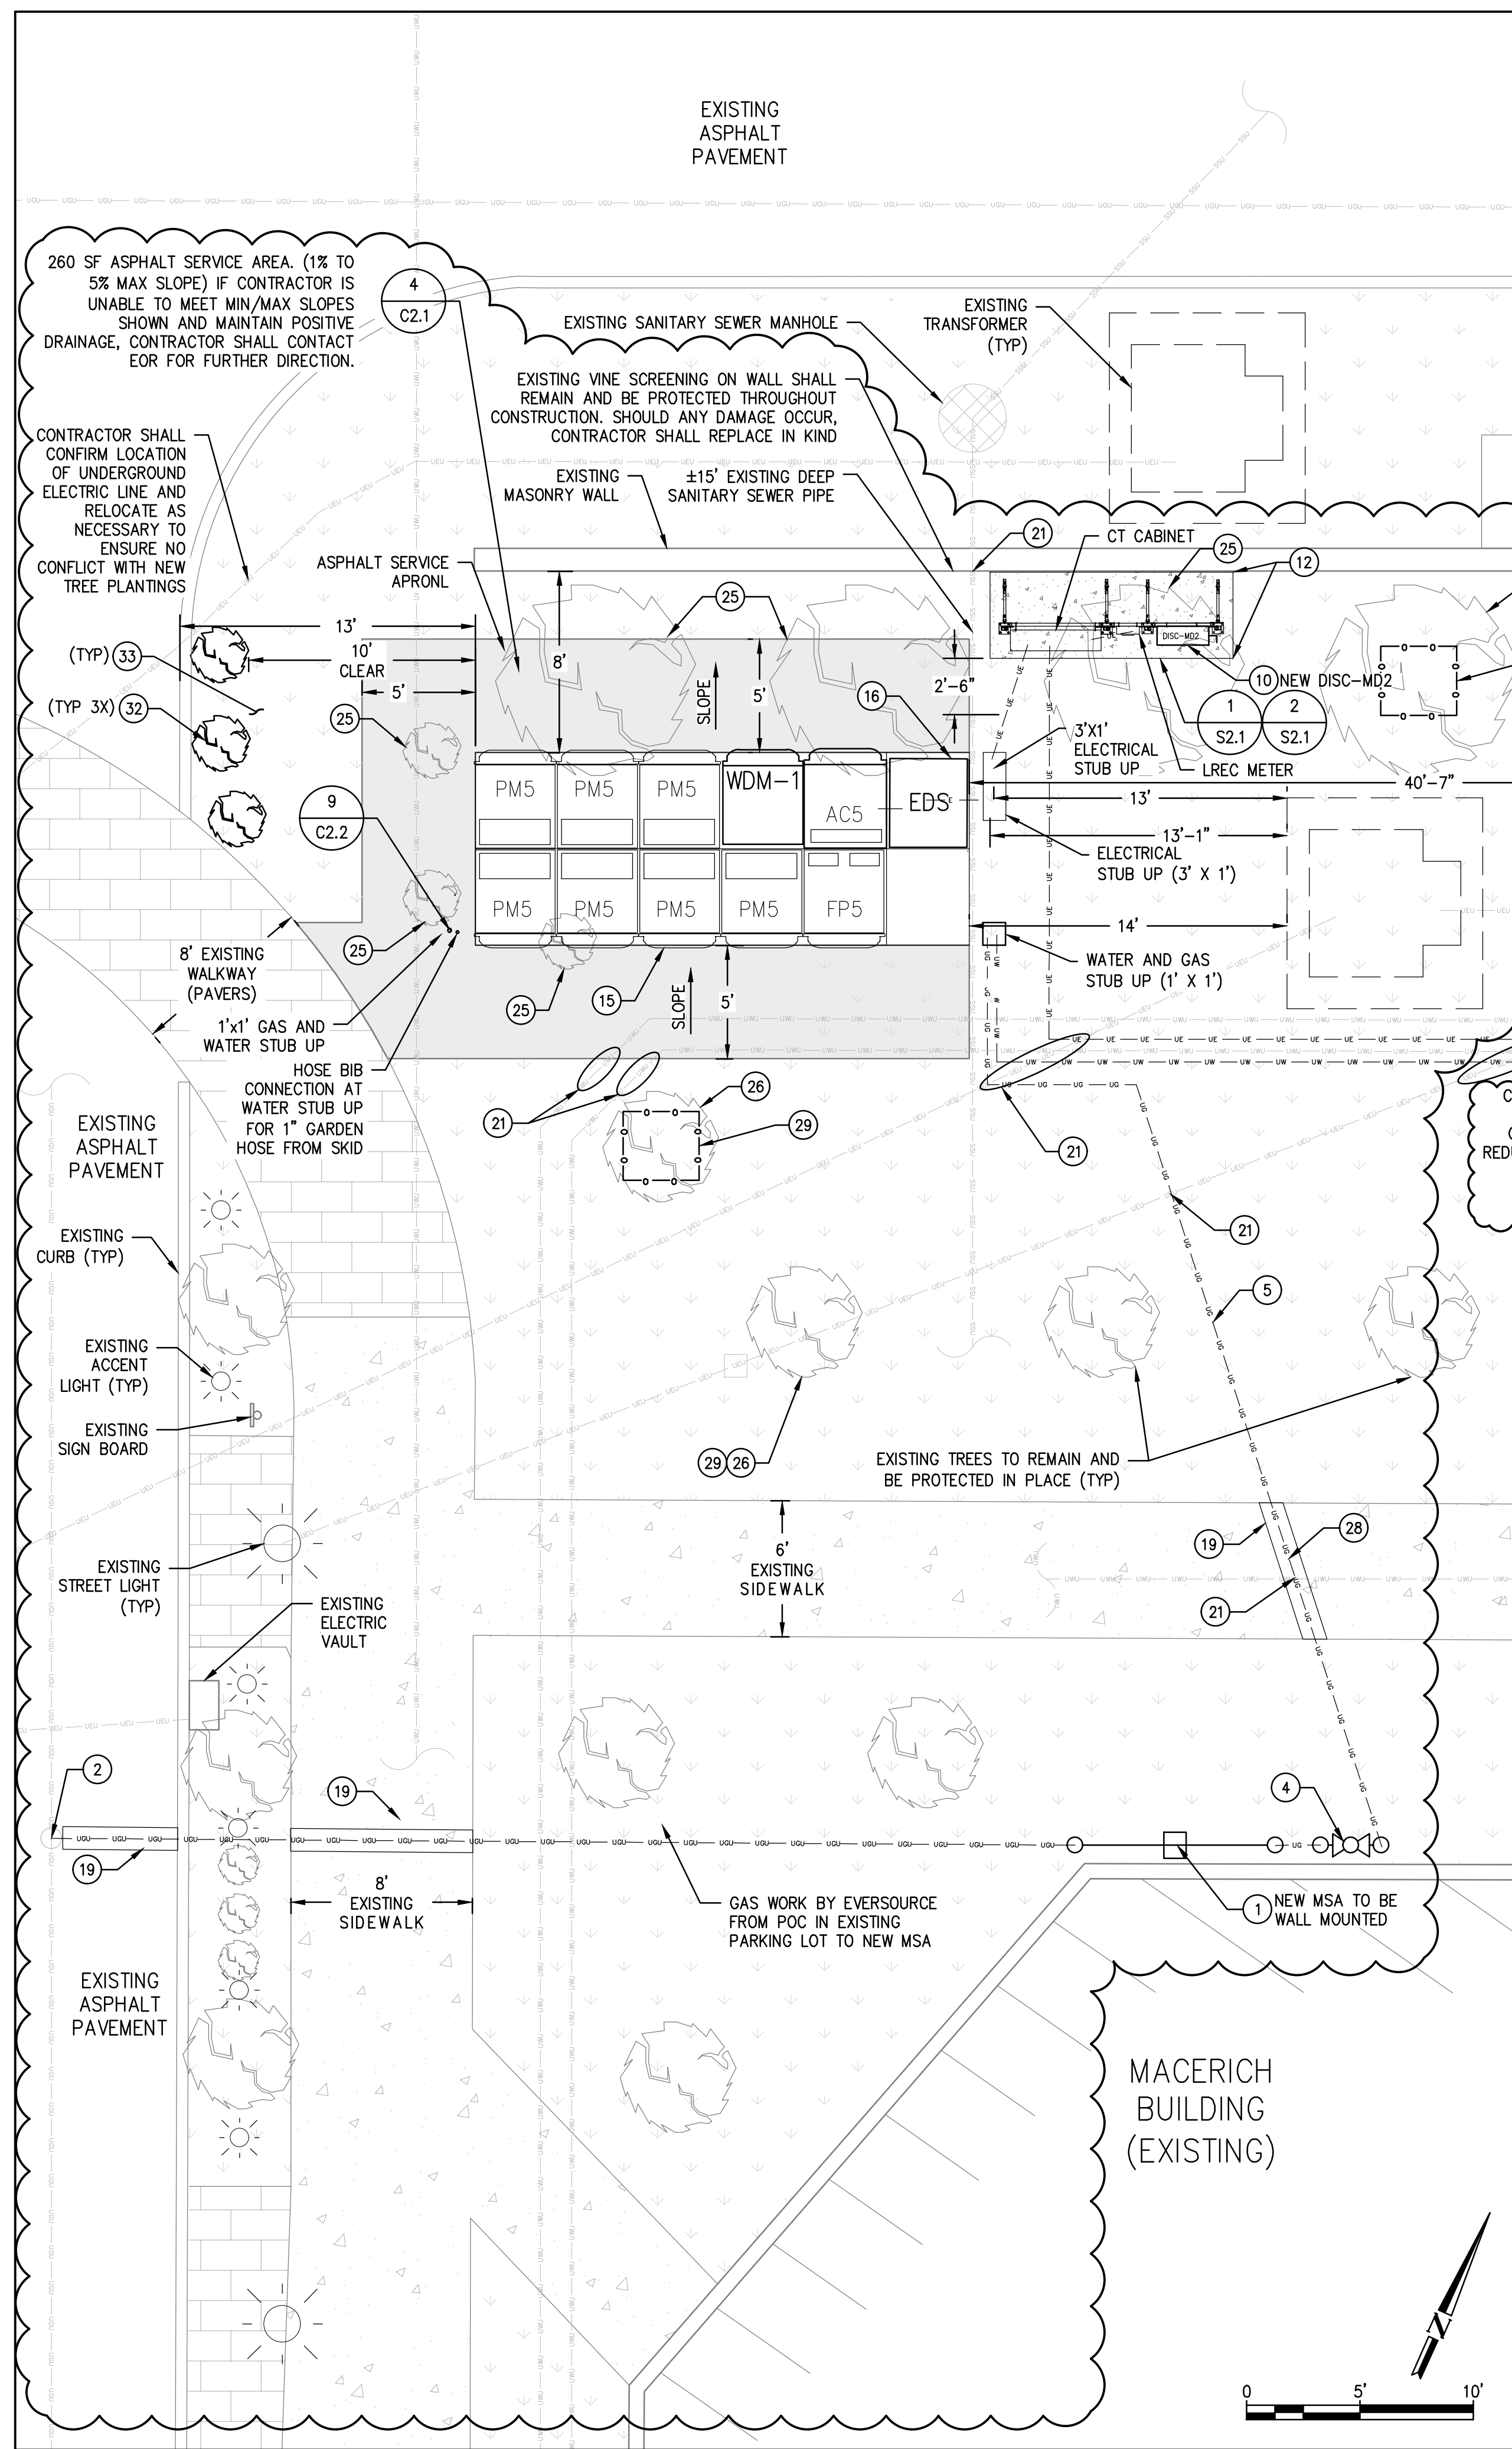 EXISTING
ASPHALT
PAVEMENT
260 SF ASPHALT SERVICE AREA. (1% TO
5% MAX SLOPE) IF CONTRACTOR IS
UNABLE TO MEET MIN/MAX SLOPES
SHOWN AND MAINTAIN POSITIVE
DRAINAGE, CONTRACTOR SHALL CONTACT
EOR FOR FURTHER DIRECTION.
4
C2.1
EXISTING SANITARY SEWER MANHOLE
EXISTING
TRANSFORMER
(TYP)
EXISTING VINE SCREENING ON WALL SHALL
REMAIN AND BE PROTECTED THROUGHOUT
CONSTRUCTION. SHOULD ANY DAMAGE OCCUR,
CONTRACTOR SHALL REPLACE IN KIND
CONTRACTOR SHALL
CONFIRM LOCATION
OF UNDERGROUND
ELECTRIC LINE AND
RELOCATE AS
NECESSARY TO
ENSURE NO
CONFLICT WITH NEW
TREE PLANTINGS
EXISTING
MASONRY WALL
±15' EXISTING DEEP
SANITARY SEWER PIPE
ASPHALT SERVICE
APRONL
21
CT CABINET
25
12
25
13'
10'
CLEAR
5'
8'
5'
SLOPE
2'-6"
16
DISC-MD2
10 NEW DISC-MD2
1
S2.1
2
S2.1
(TYP) 33
(TYP 3X) 32
25
3'X1'
ELECTRICAL
STUB UP
LREC METER
40'-7"
13'
13'-1"
ELECTRICAL
STUB UP (3' X 1')
9
C2.2
PM5
PM5
PM5
WDM-1
AC5
EDS
PM5
PM5
PM5
PM5
FP5
14'
WATER AND GAS
STUB UP (1' X 1')
25
8' EXISTING
WALKWAY
(PAVERS)
25
15
SLOPE
5'
1'x1' GAS AND
WATER STUB UP
HOSE BIB
CONNECTION AT
WATER STUB UP
FOR 1" GARDEN
HOSE FROM SKID
21
26
29
21
C
REDU
EXISTING
ASPHALT
PAVEMENT
21
EXISTING
CURB (TYP)
5
EXISTING
ACCENT
LIGHT (TYP)
EXISTING
SIGN BOARD
29 26
EXISTING TREES TO REMAIN AND
BE PROTECTED IN PLACE (TYP)
6'
EXISTING
SIDEWALK
19
28
21
EXISTING
STREET LIGHT
(TYP)
EXISTING
ELECTRIC
VAULT
2
19
4
19
8'
EXISTING
SIDEWALK
GAS WORK BY EVERSOURCE
FROM POC IN EXISTING
PARKING LOT TO NEW MSA
1 NEW MSA TO BE
WALL MOUNTED
EXISTING
ASPHALT
PAVEMENT
MACERICH
BUILDING
(EXISTING)
N
0 5' 10'